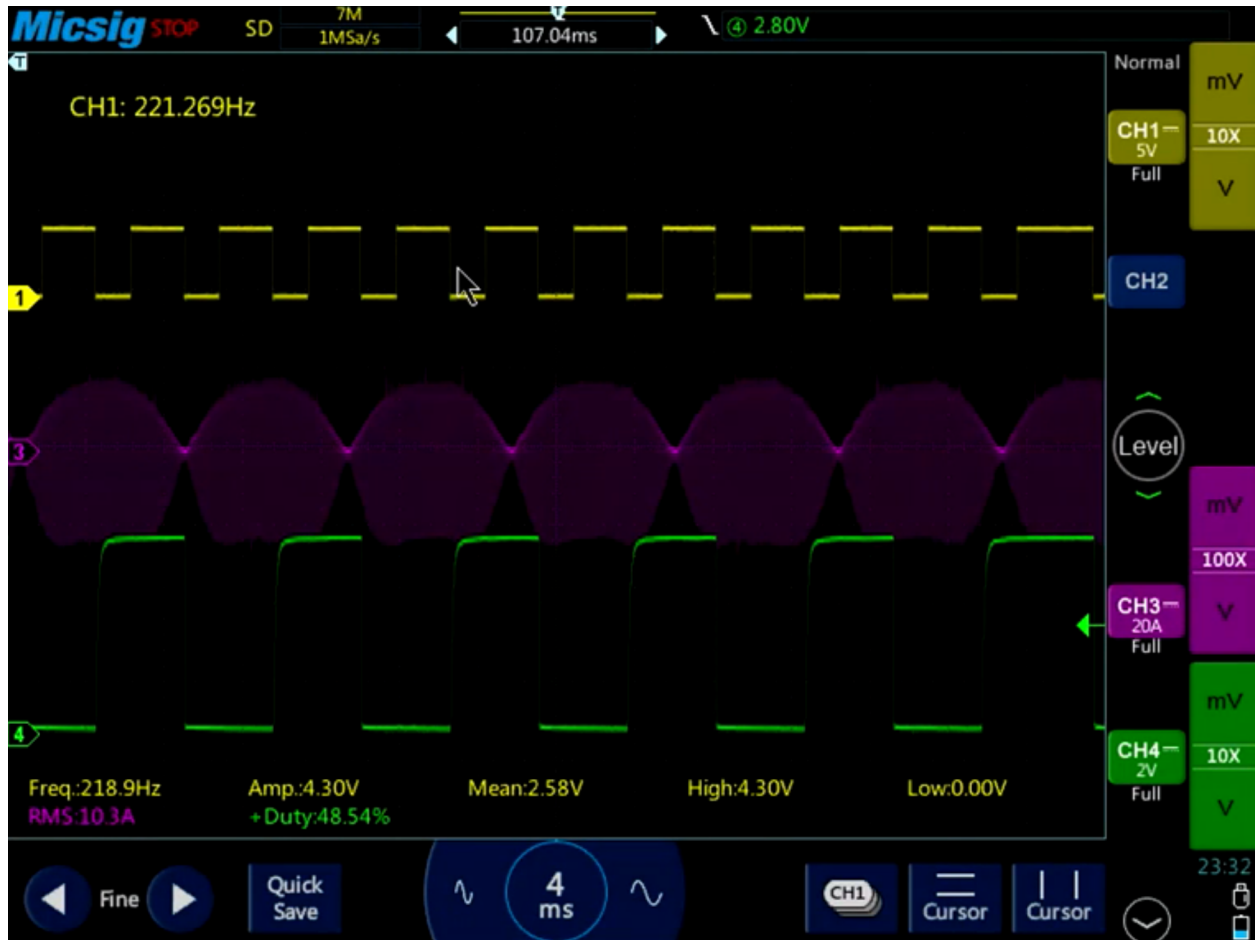 Micsig STOP SD 7M
1MSa/s
T
107.04ms
④ 2.80V
T
CH1: 221.269Hz
Normal
mV
CH1
5V
Full
10X
V
1
CH2
3
Level
mV
100X
V
CH3
20A
Full
4
mV
CH4
2V
Full
10X
V
Freq.:218.9Hz Amp.:4.30V Mean:2.58V High:4.30V Low:0.00V
RMS:10.3A +Duty:48.54%
Fine
Quick
Save
4
ms
CH1
Cursor
Cursor
23:32